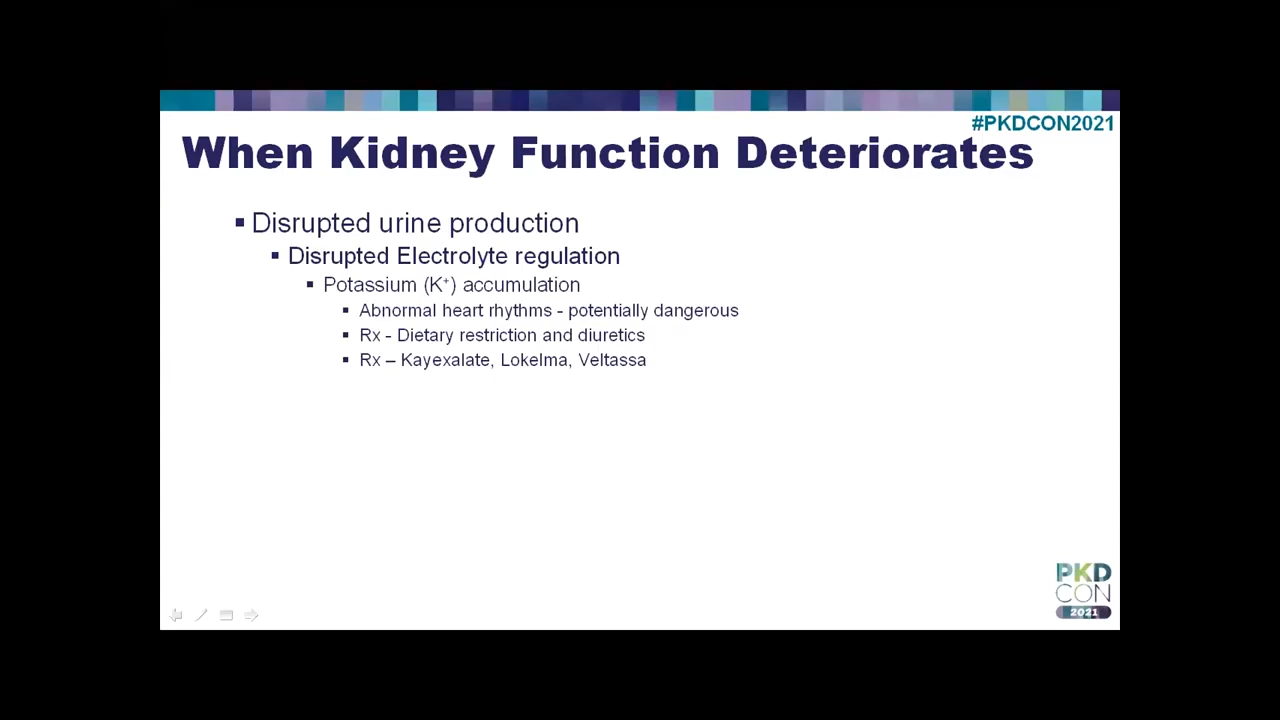 #PKDCON2021
When Kidney Function Deteriorates
▪ Disrupted urine production
▪ Disrupted Electrolyte regulation
▪ Potassium (K⁺) accumulation
▪ Abnormal heart rhythms - potentially dangerous
▪ Rx - Dietary restriction and diuretics
▪ Rx – Kayexalate, Lokelma, Veltassa
PKD
CON
2021